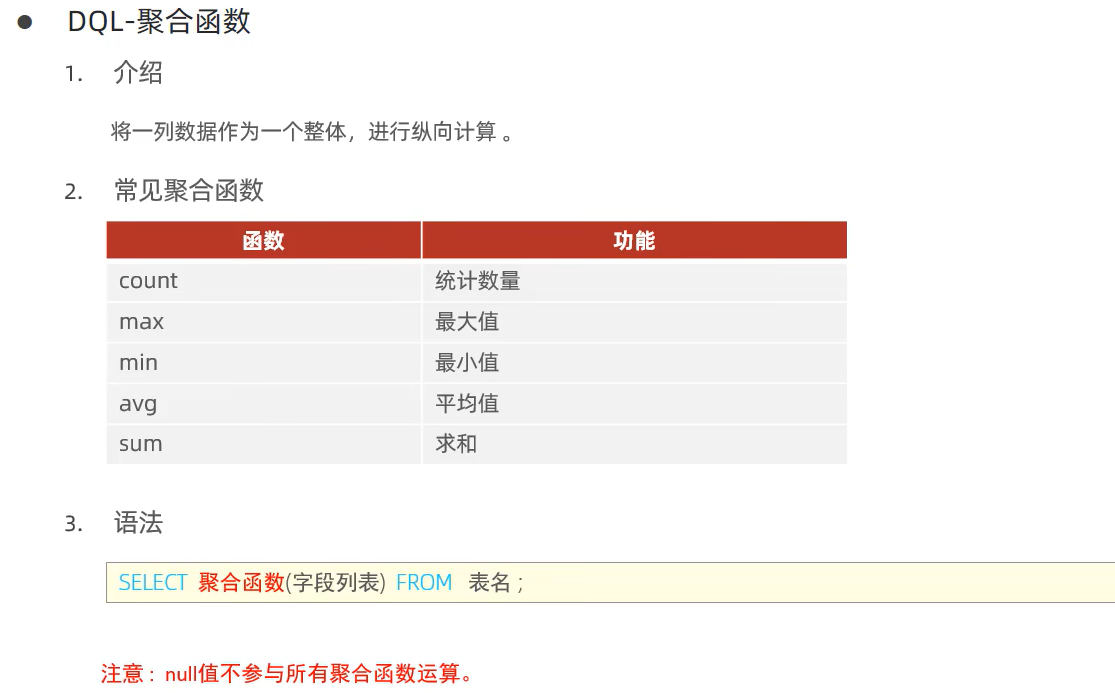 ● DQL-聚合函数
1. 介绍
将一列数据作为一个整体，进行纵向计算 。
2. 常见聚合函数
函数 功能
count 统计数量
max 最大值
min 最小值
avg 平均值
sum 求和
3. 语法
SELECT 聚合函数(字段列表) FROM 表名 ;
注意 : null值不参与所有聚合函数运算。